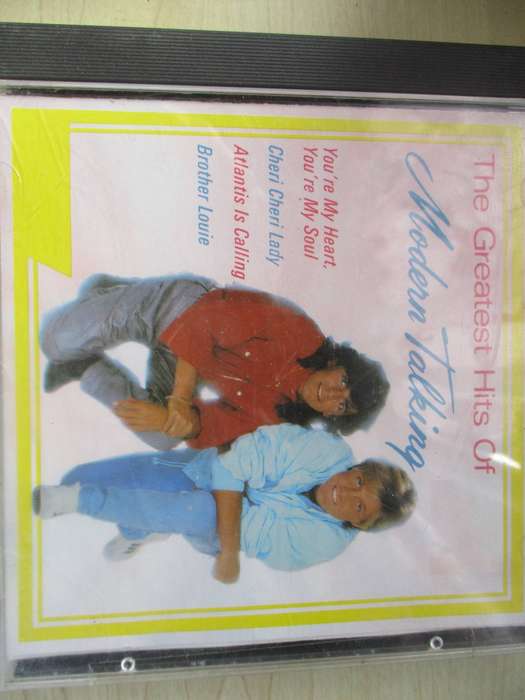 The Greatest Hits Of
Modern Talking
You're My Heart,
You're My Soul
Cheri Cheri Lady
Atlantis Is Calling
Brother Louie